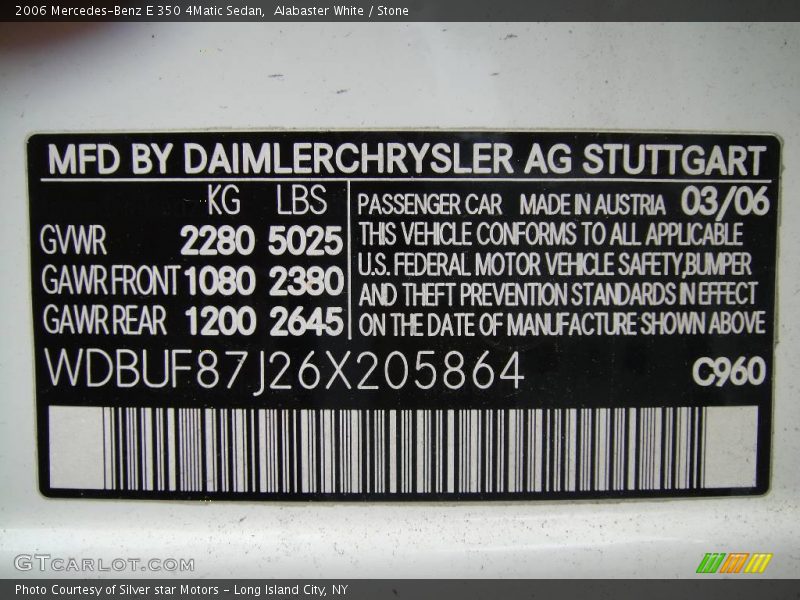 2006 Mercedes-Benz E 350 4Matic Sedan, Alabaster White / Stone
MFD BY DAIMLERCHRYSLER AG STUTTGART
KG LBS
GVWR 2280 5025
GAWR FRONT 1080 2380
GAWR REAR 1200 2645
PASSENGER CAR MADE IN AUSTRIA 03/06
THIS VEHICLE CONFORMS TO ALL APPLICABLE
U.S. FEDERAL MOTOR VEHICLE SAFETY,BUMPER
AND THEFT PREVENTION STANDARDS IN EFFECT
ON THE DATE OF MANUFACTURE SHOWN ABOVE
WDBUF87J26X205864 C960
GTCARLOT.COM
Photo Courtesy of Silver star Motors - Long Island City, NY